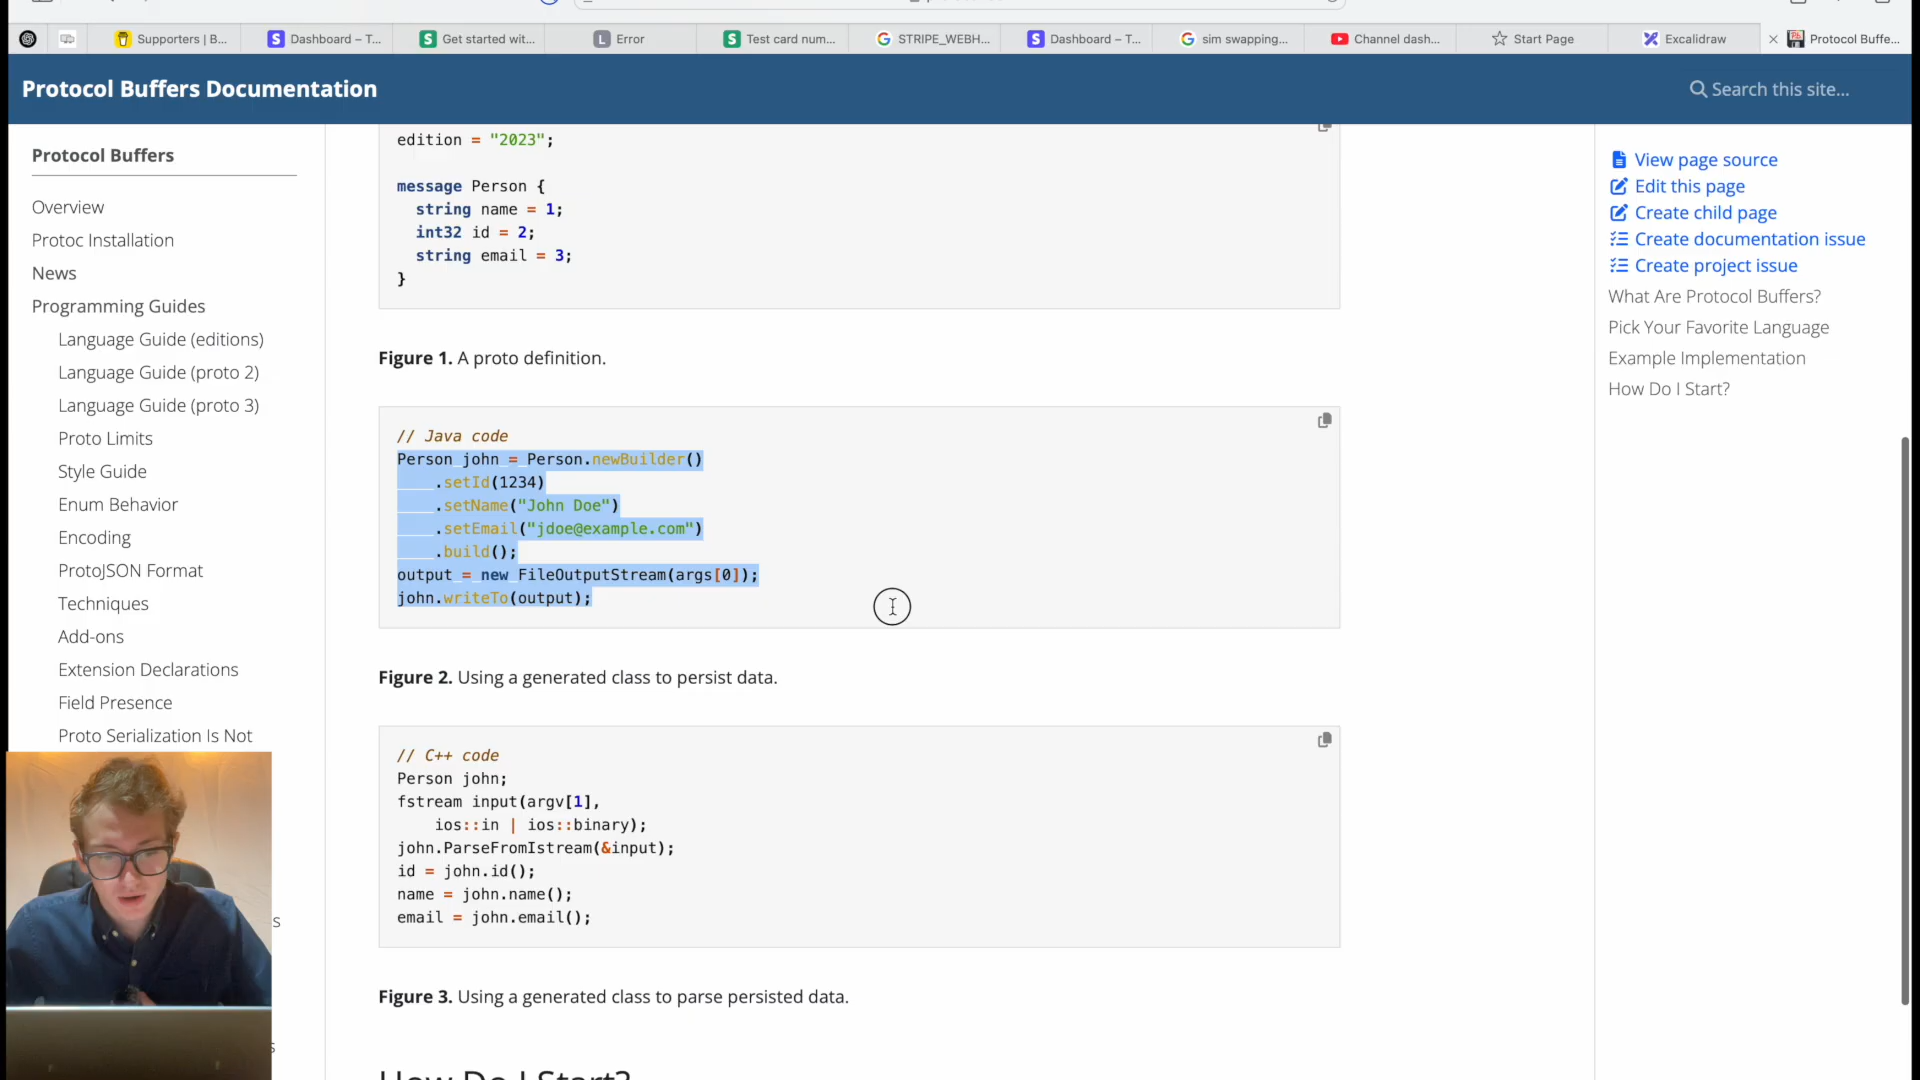 Supporters | B...
Dashboard – T...
Get started wit...
L Error
Test card num...
STRIPE_WEBH...
Dashboard – T...
sim swapping,...
Channel dash...
Start Page
Excalidraw
Protocol Buffe...
Protocol Buffers Documentation
Search this site...
Protocol Buffers
Overview
Protoc Installation
News
Programming Guides
Language Guide (editions)
Language Guide (proto 2)
Language Guide (proto 3)
Proto Limits
Style Guide
Enum Behavior
Encoding
ProtoJSON Format
Techniques
Add-ons
Extension Declarations
Field Presence
Proto Serialization Is Not
edition = "2023";
message Person {
string name = 1;
int32 id = 2;
string email = 3;
}
Figure 1. A proto definition.
// Java code
Person john = Person.newBuilder()
.setId(1234)
.setName("John Doe")
.setEmail("jdoe@example.com")
.build();
output = new FileOutputStream(args[0]);
john.writeTo(output);
Figure 2. Using a generated class to persist data.
// C++ code
Person john;
fstream input(argv[1],
ios::in | ios::binary);
john.ParseFromIstream(&input);
id = john.id();
name = john.name();
email = john.email();
Figure 3. Using a generated class to parse persisted data.
How Do I Start?
View page source
Edit this page
Create child page
Create documentation issue
Create project issue
What Are Protocol Buffers?
Pick Your Favorite Language
Example Implementation
How Do I Start?